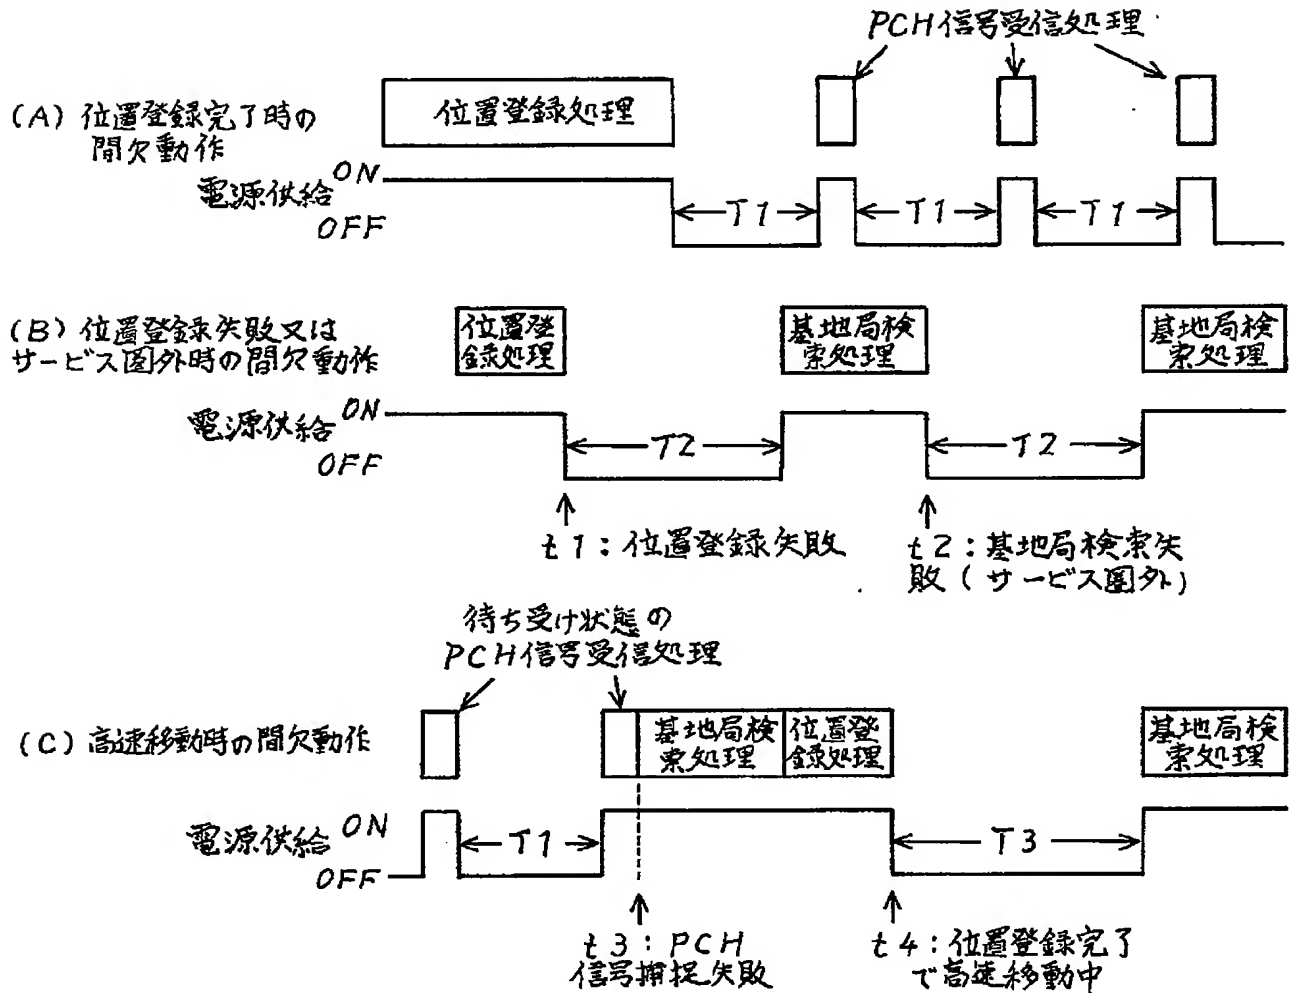 PCH信号受信処理
(A) 位置登録完了時の
間欠動作
位置登録処理
電源供給
ON
OFF
T1
T1
T1
(B) 位置登録失敗又は
サービス圏外時の間欠動作
位置登
録処理
基地局検
索処理
基地局検
索処理
電源供給
ON
OFF
T2
T2
t1:位置登録失敗
t2:基地局検索失
敗(サービス圏外)
待ち受け状態の
PCH信号受信処理
(C) 高速移動時の間欠動作
基地局検
索処理
位置登
録処理
基地局検
索処理
電源供給
ON
OFF
T1
T3
t3:PCH
信号捕捉失敗
t4:位置登録完了
で高速移動中